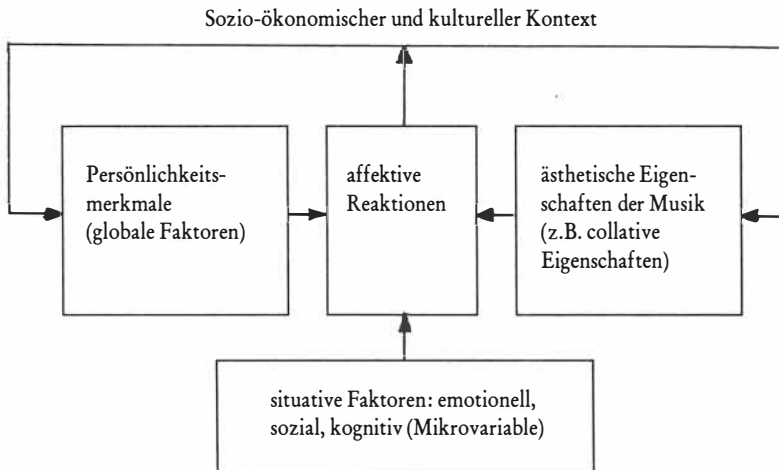 Sozio-ökonomischer und kultureller Kontext
Persönlichkeits-
merkmale
(globale Faktoren)
affektive
Reaktionen
ästhetische Eigen-
schaften der Musik
(z.B. collative
Eigenschaften)
situative Faktoren: emotionell,
sozial, kognitiv (Mikrovariable)